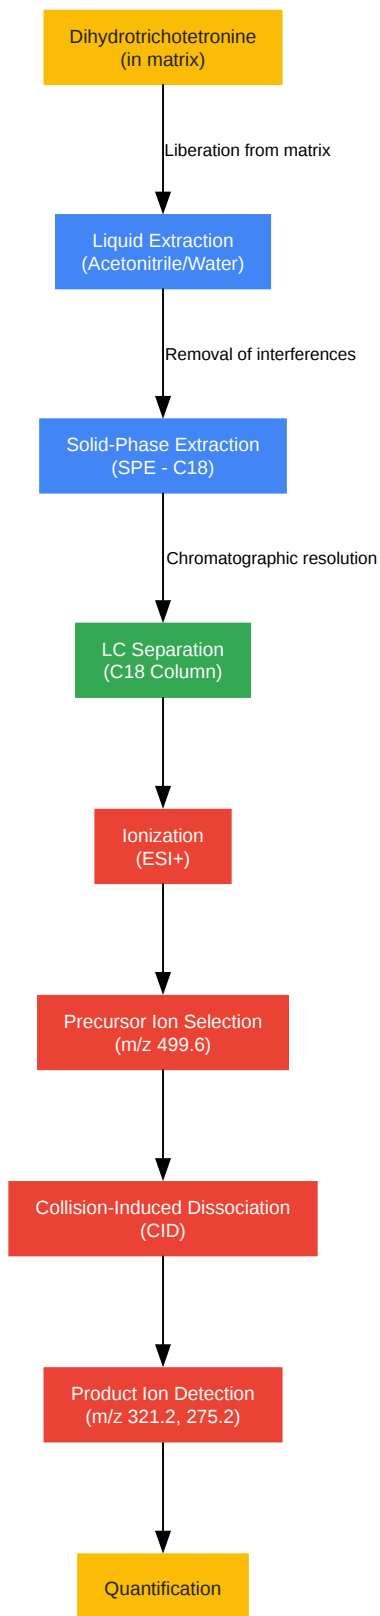 Dihydrotrichotetronine
(in matrix)
Liberation from matrix
Liquid Extraction
(Acetonitrile/Water)
Removal of interferences
Solid-Phase Extraction
(SPE - C18)
Chromatographic resolution
LC Separation
(C18 Column)
Ionization
(ESI+)
Precursor Ion Selection
(m/z 499.6)
Collision-Induced Dissociation
(CID)
Product Ion Detection
(m/z 321.2, 275.2)
Quantification